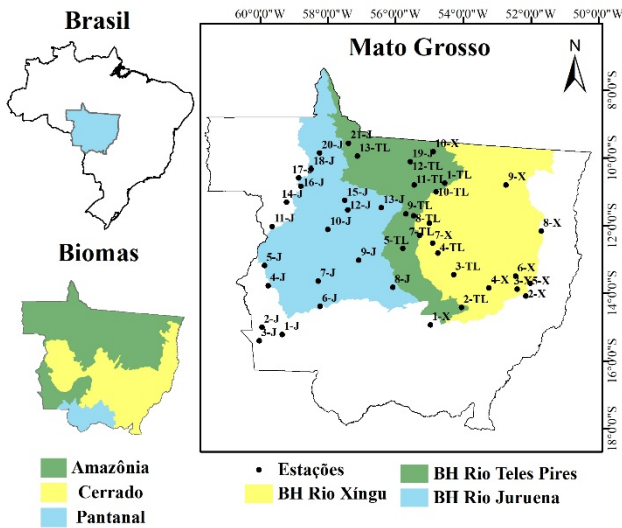 Brasil
60°0'0"W 58°0'0"W 56°0'0"W 54°0'0"W 52°0'0"W 50°0'0"W
Mato Grosso
N
8°0'0"S
10°0'0"S
12°0'0"S
14°0'0"S
16°0'0"S
18°0'0"S
21-J
10-X
20-J
13-TL
19-J
18-J
12-TL
17-J
16-J
11-TL
1-TL
9-X
14-J
15-J
10-TL
12-J
13-J
9-TL
11-J
10-J
8-TL
8-X
7-TL
7-X
5-TL
4-TL
5-J
9-J
4-J
7-J
8-J
3-TL
6-X
4-X
3-X
5-X
2-X
6-J
2-TL
1-X
2-J
1-J
3-J
Biomas
Amazônia
Cerrado
Pantanal
Estações
BH Rio Xíngu
BH Rio Teles Pires
BH Rio Juruena